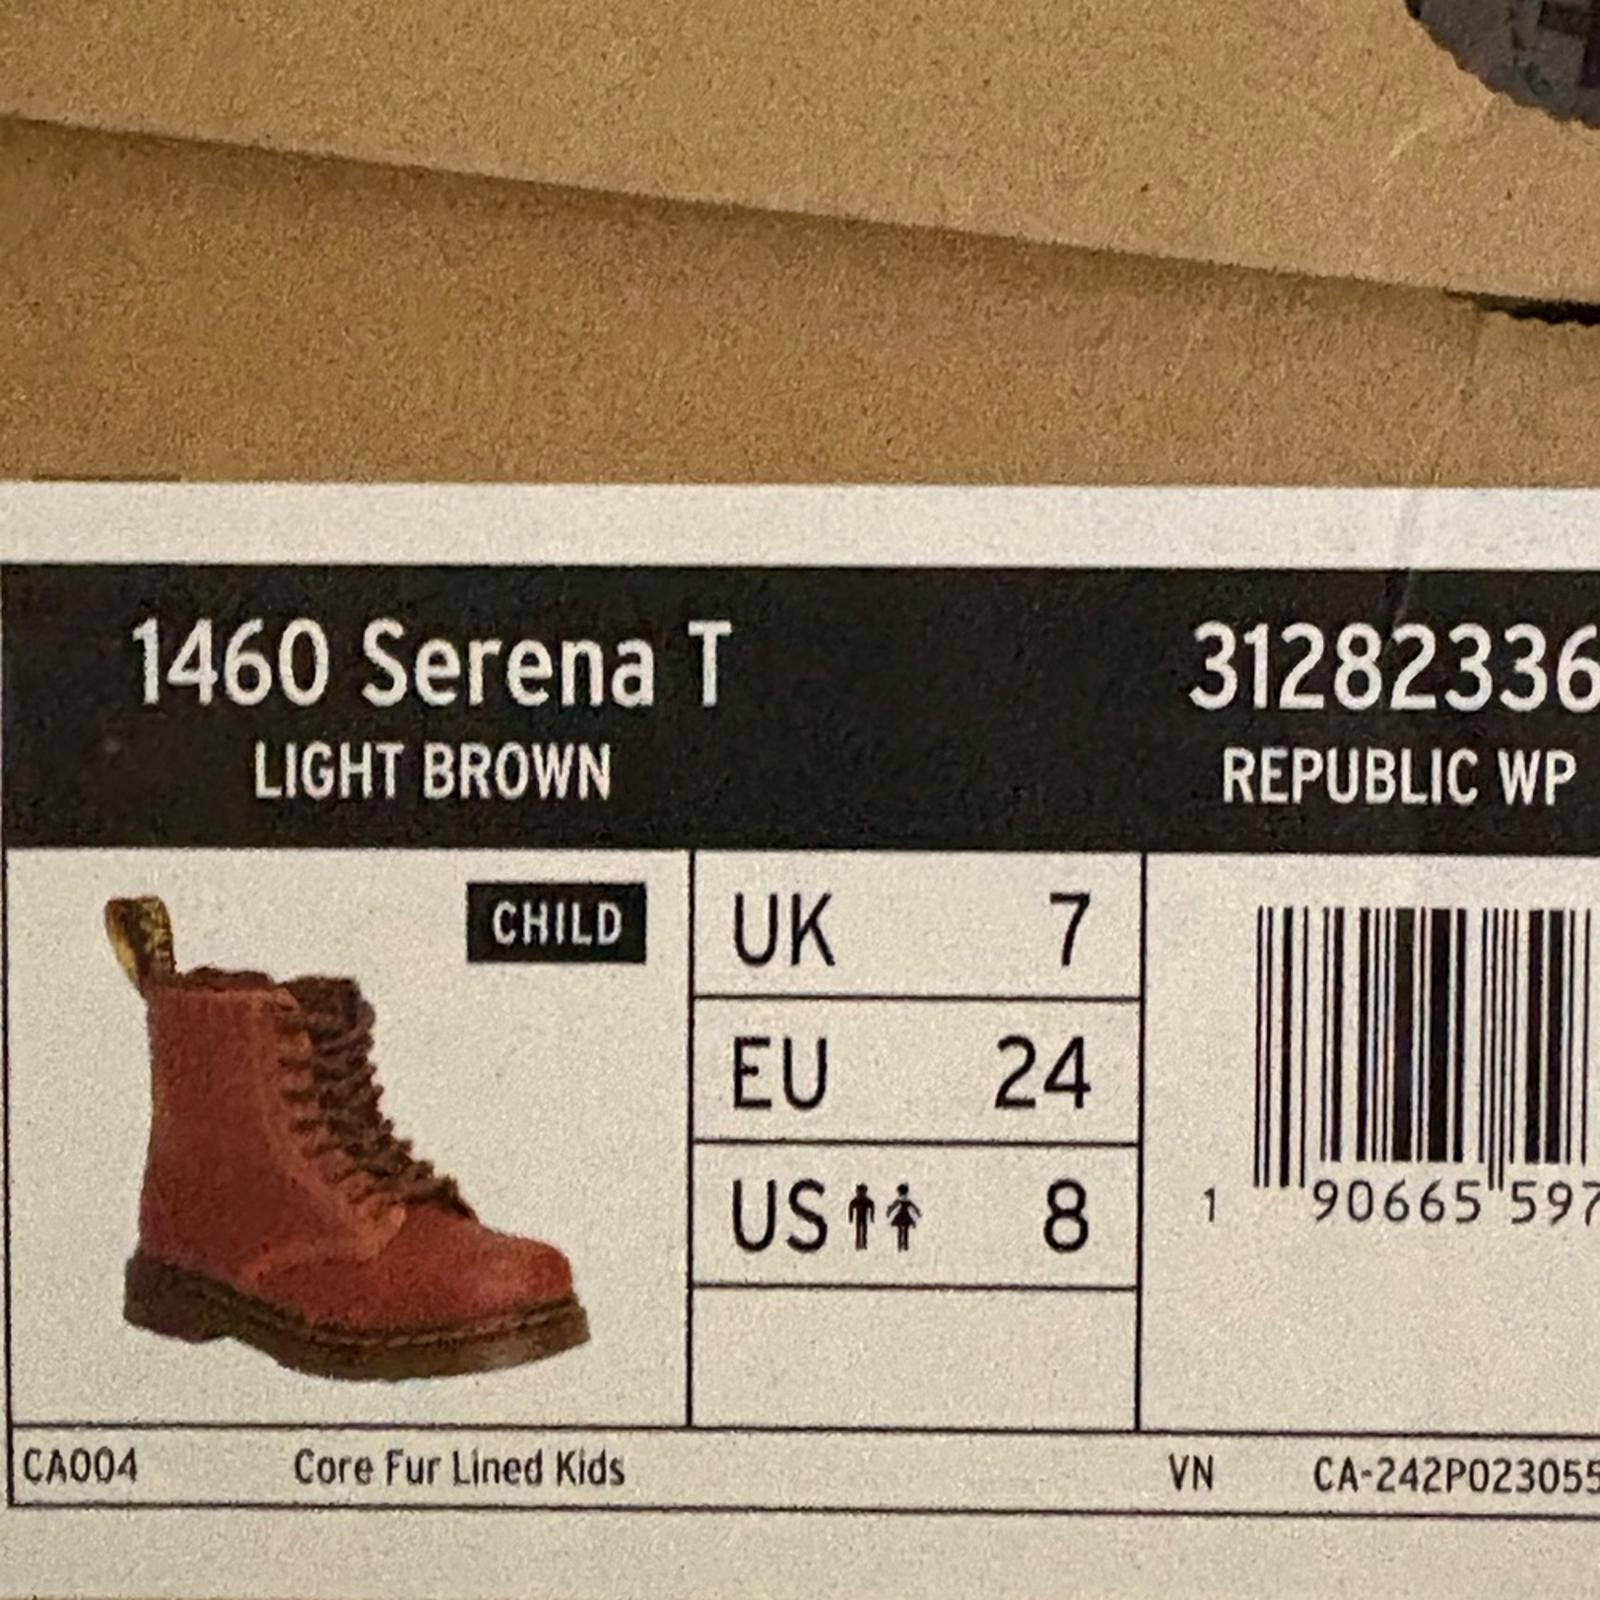 1460 Serena T
LIGHT BROWN
31282336
REPUBLIC WP
CHILD
UK 7
EU 24
US 8
1 90665 597
CA004 Core Fur Lined Kids VN CA-242P023055